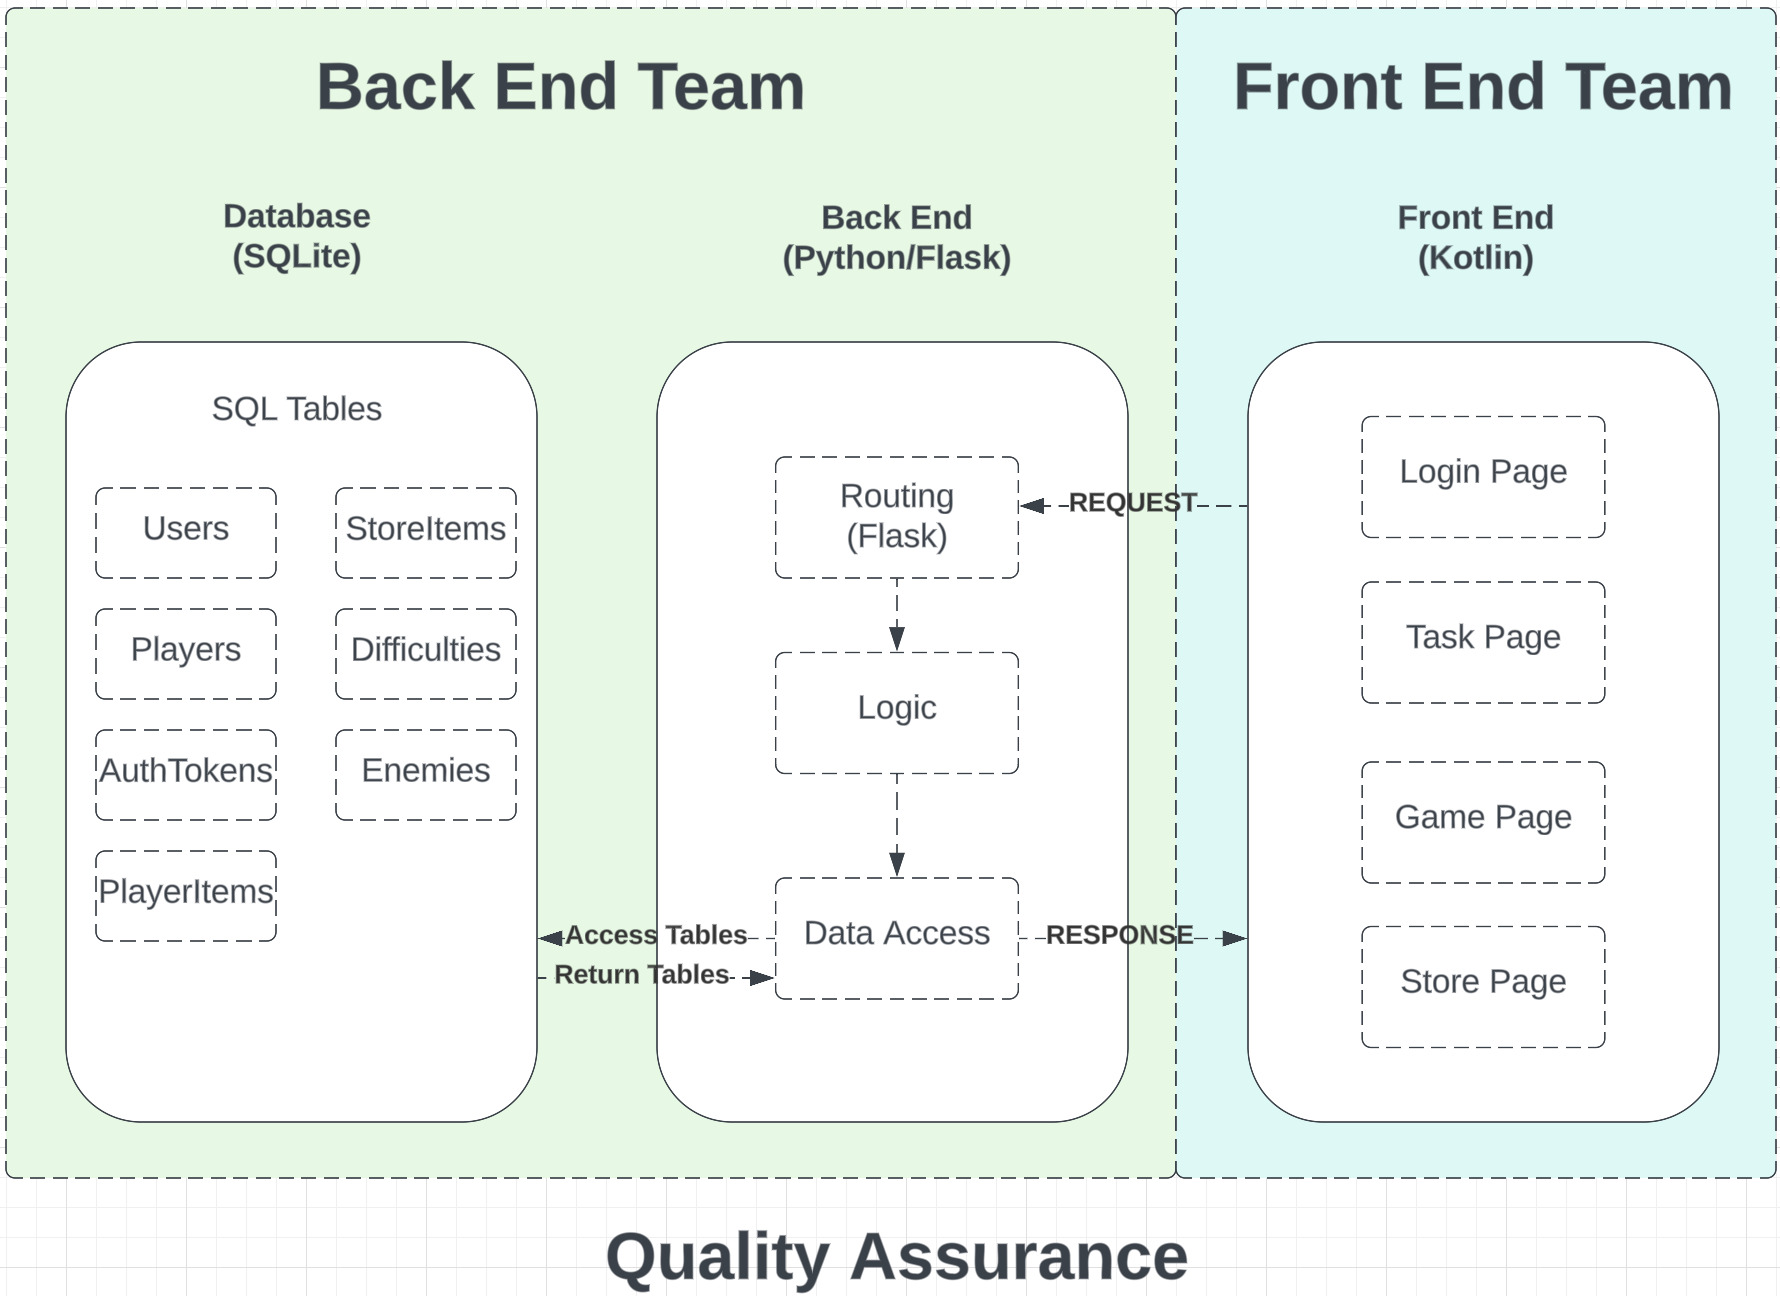 Back End Team
Front End Team
Database
(SQLite)
Back End
(Python/Flask)
Front End
(Kotlin)
SQL Tables
Users
StoreItems
Players
Difficulties
AuthTokens
Enemies
PlayerItems
Access Tables
Return Tables
Routing
(Flask)
Logic
Data Access
REQUEST
RESPONSE
Login Page
Task Page
Game Page
Store Page
Quality Assurance